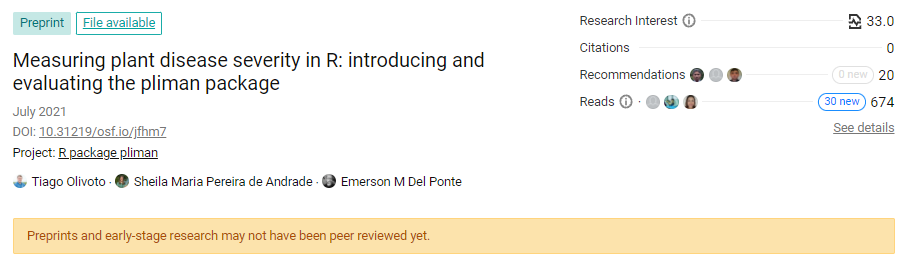 Preprint File available
Measuring plant disease severity in R: introducing and
evaluating the pliman package
July 2021
DOI: 10.31219/osf.io/jfhm7
Project: R package pliman
Tiago Olivoto · Sheila Maria Pereira de Andrade · Emerson M Del Ponte
Research Interest 33.0
Citations 0
Recommendations 0 new 20
Reads · 30 new 674
See details
Preprints and early-stage research may not have been peer reviewed yet.